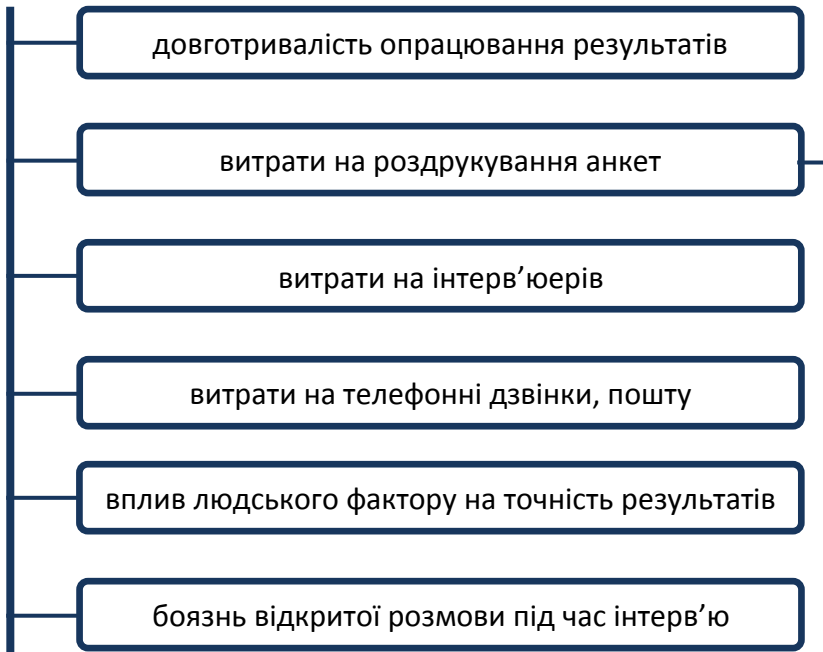 довготривалість опрацювання результатів
витрати на роздрукування анкет
витрати на інтерв’юерів
витрати на телефонні дзвінки, пошту
вплив людського фактору на точність результатів
боязнь відкритої розмови під час інтерв’ю